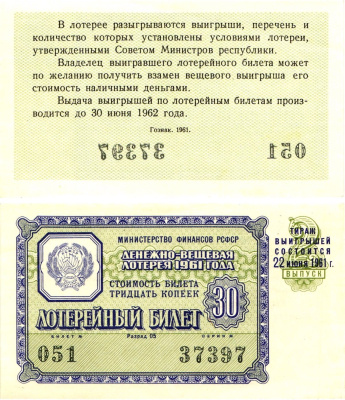 В лотерее разыгрываются выигрыши, перечень и
количество которых установлены условиями лотереи,
утвержденными Советом Министров республики.
Владелец выигравшего лотерейного билета может
по желанию получить взамен вещевого выигрыша его
стоимость наличными деньгами.
Выдача выигрышей по лотерейным билетам произ-
водится до 30 июня 1962 года.
Гознак. 1961.
37397 051
МИНИСТЕРСТВО ФИНАНСОВ РСФСР
ДЕНЕЖНО-ВЕЩЕВАЯ
ЛОТЕРЕЯ 1961 ГОДА
СТОИМОСТЬ БИЛЕТА
ТРИДЦАТЬ КОПЕЕК
30
ТИРАЖ
ВЫИГРЫШЕЙ
СОСТОИТСЯ
22 июня 1961 г.
ВЫПУСК
ЛОТЕРЕЙНЫЙ БИЛЕТ
БИЛЕТ № Разряд 05 СЕРИЯ №
051 37397